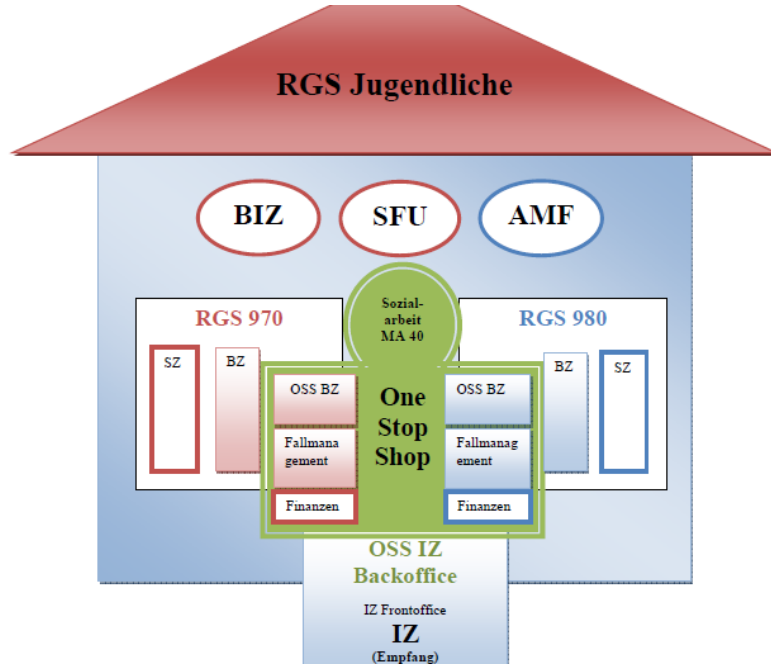 RGS Jugendliche
BIZ
SFU
AMF
Sozial-
arbeit
MA 40
RGS 970
SZ
BZ
RGS 980
BZ
SZ
OSS BZ
Fallmana
gement
Finanzen
One
Stop
Shop
OSS BZ
Fallmanag
ement
Finanzen
OSS IZ
Backoffice
IZ Frontoffice
IZ
(Empfang)